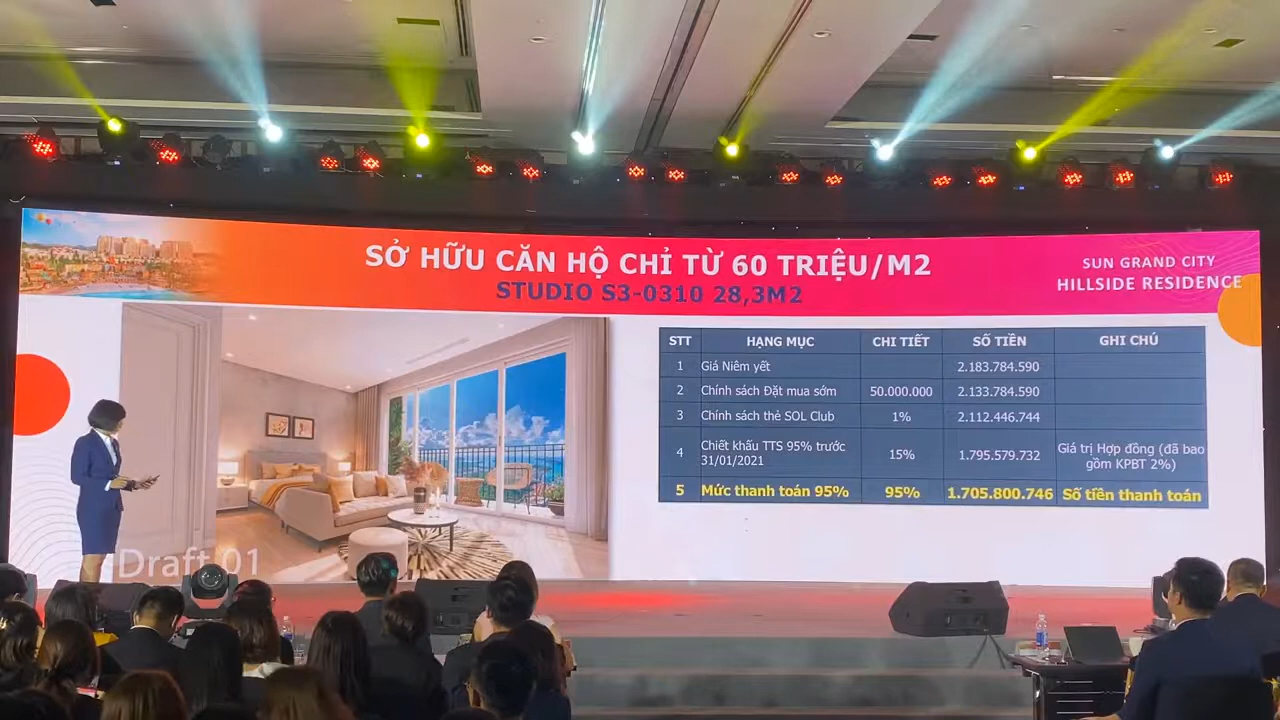 SỞ HỮU CĂN HỘ CHỈ TỪ 60 TRIỆU/M2
STUDIO S3-0310 28,3M2
SUN GRAND CITY
HILLSIDE RESIDENCE
STT HẠNG MỤC CHI TIẾT SỐ TIỀN GHI CHÚ
1 Giá Niêm yết 2.183.784.590
2 Chính sách Đặt mua sớm 50.000.000 2.133.784.590
3 Chính sách thẻ SOL Club 1% 2.112.446.744
4 Chiết khấu TTS 95% trước
31/01/2021 15% 1.795.579.732 Giá trị Hợp đồng (đã bao
gồm KPBT 2%)
5 Mức thanh toán 95% 95% 1.705.800.746 Số tiền thanh toán
Draft 01